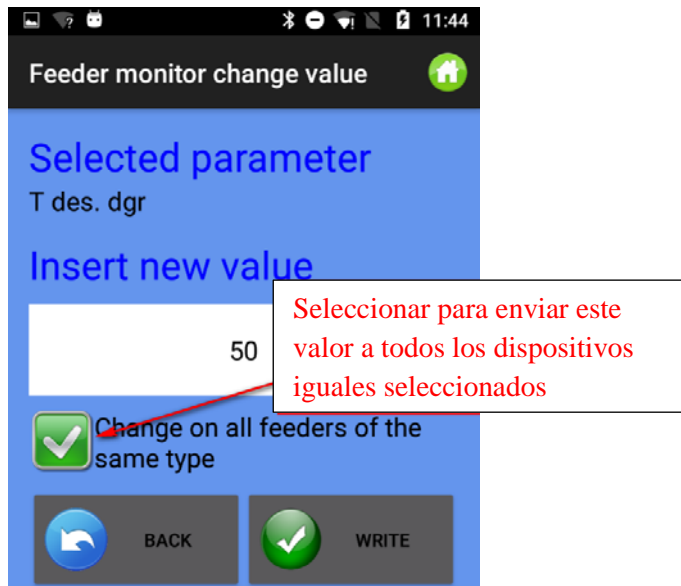 11:44
Feeder monitor change value
Selected parameter
T des. dgr
Insert new value
50
Seleccionar para enviar este
valor a todos los dispositivos
iguales seleccionados
Change on all feeders of the
same type
BACK
WRITE